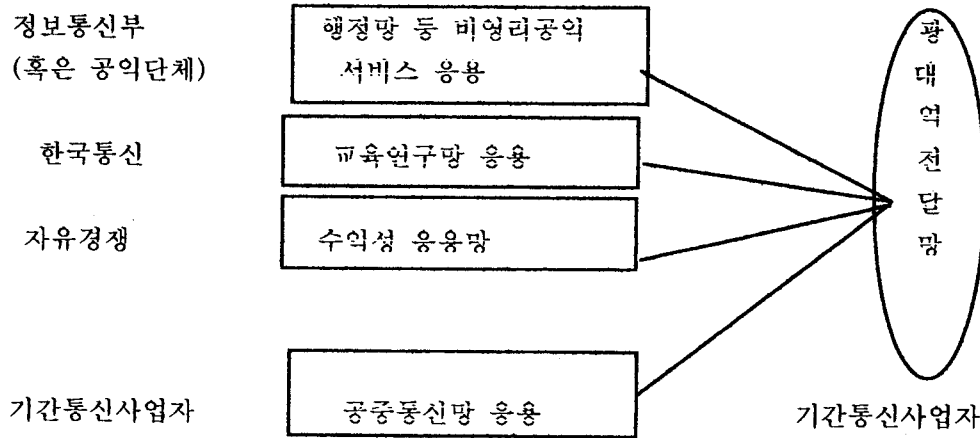 정보통신부
(혹은 공익단체)
행정망 등 비영리공익
서비스 응용
한국통신
교육연구망 응용
자유경쟁
수익성 응용망
기간통신사업자
공중통신망 응용
광대역전달망
기간통신사업자